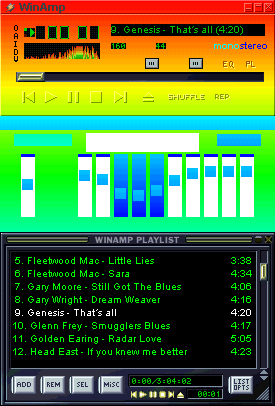 WinAmp
O
A
I
D
V
9. Genesis - That's all (4:20)
160 44
mono stereo
EQ PL
SHUFFLE REP
WINAMP PLAYLIST
5. Fleetwood Mac - Little Lies 3:38
6. Fleetwood Mac - Sara 4:34
7. Gary Moore - Still Got The Blues 4:06
8. Gary Wright - Dream Weaver 4:16
9. Genesis - That's all 4:20
10. Glenn Frey - Smugglers Blues 4:17
11. Golden Earing - Radar Love 5:05
12. Head East - If you knew me better 4:23
ADD REM SEL MISC 0:00/3:04:02 LIST OPTS
00:01